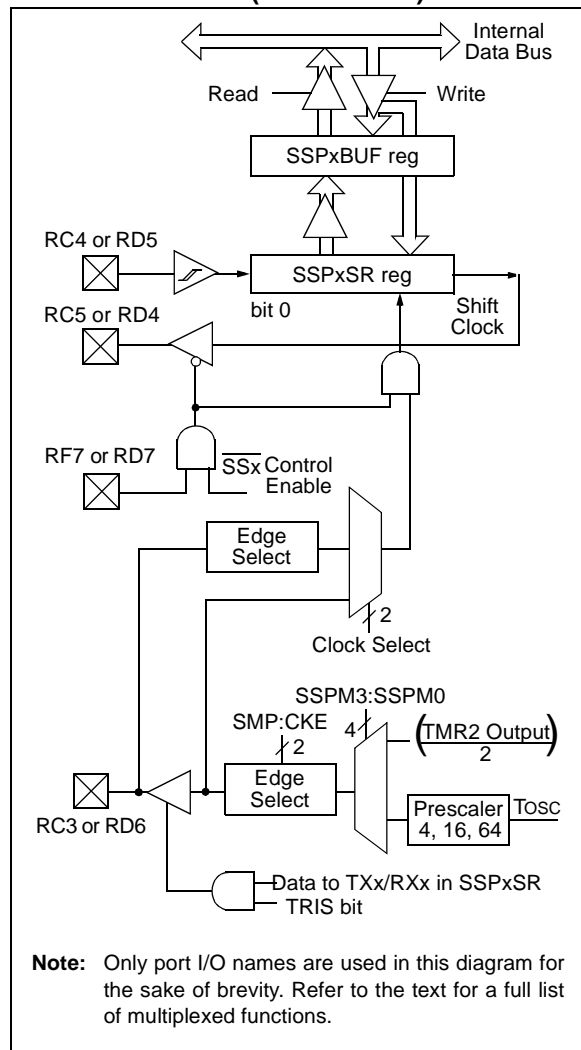 Internal
Data Bus
Read
Write
SSPxBUF reg
RC4 or RD5
SSPxSR reg
bit 0
Shift
Clock
RC5 or RD4
RF7 or RD7
SSx Control
Enable
Edge
Select
2
Clock Select
SSPM3:SSPM0
SMP:CKE
4
2
(TMR2 Output)
2
Edge
Select
Prescaler
4, 16, 64
TOSC
RC3 or RD6
Data to TXx/RXx in SSPxSR
TRIS bit
Note: Only port I/O names are used in this diagram for
the sake of brevity. Refer to the text for a full list
of multiplexed functions.